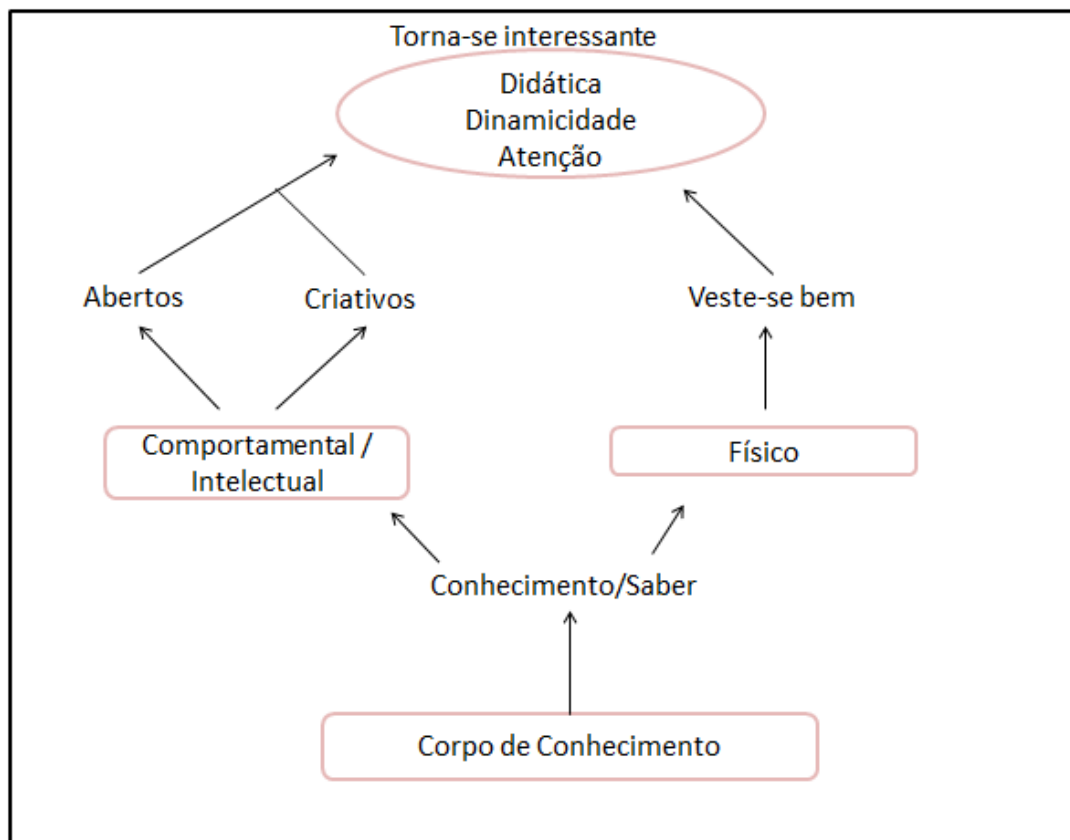 Torna-se interessante
Didática
Dinamicidade
Atenção
Abertos
Criativos
Veste-se bem
Comportamental /
Intelectual
Físico
Conhecimento/Saber
Corpo de Conhecimento